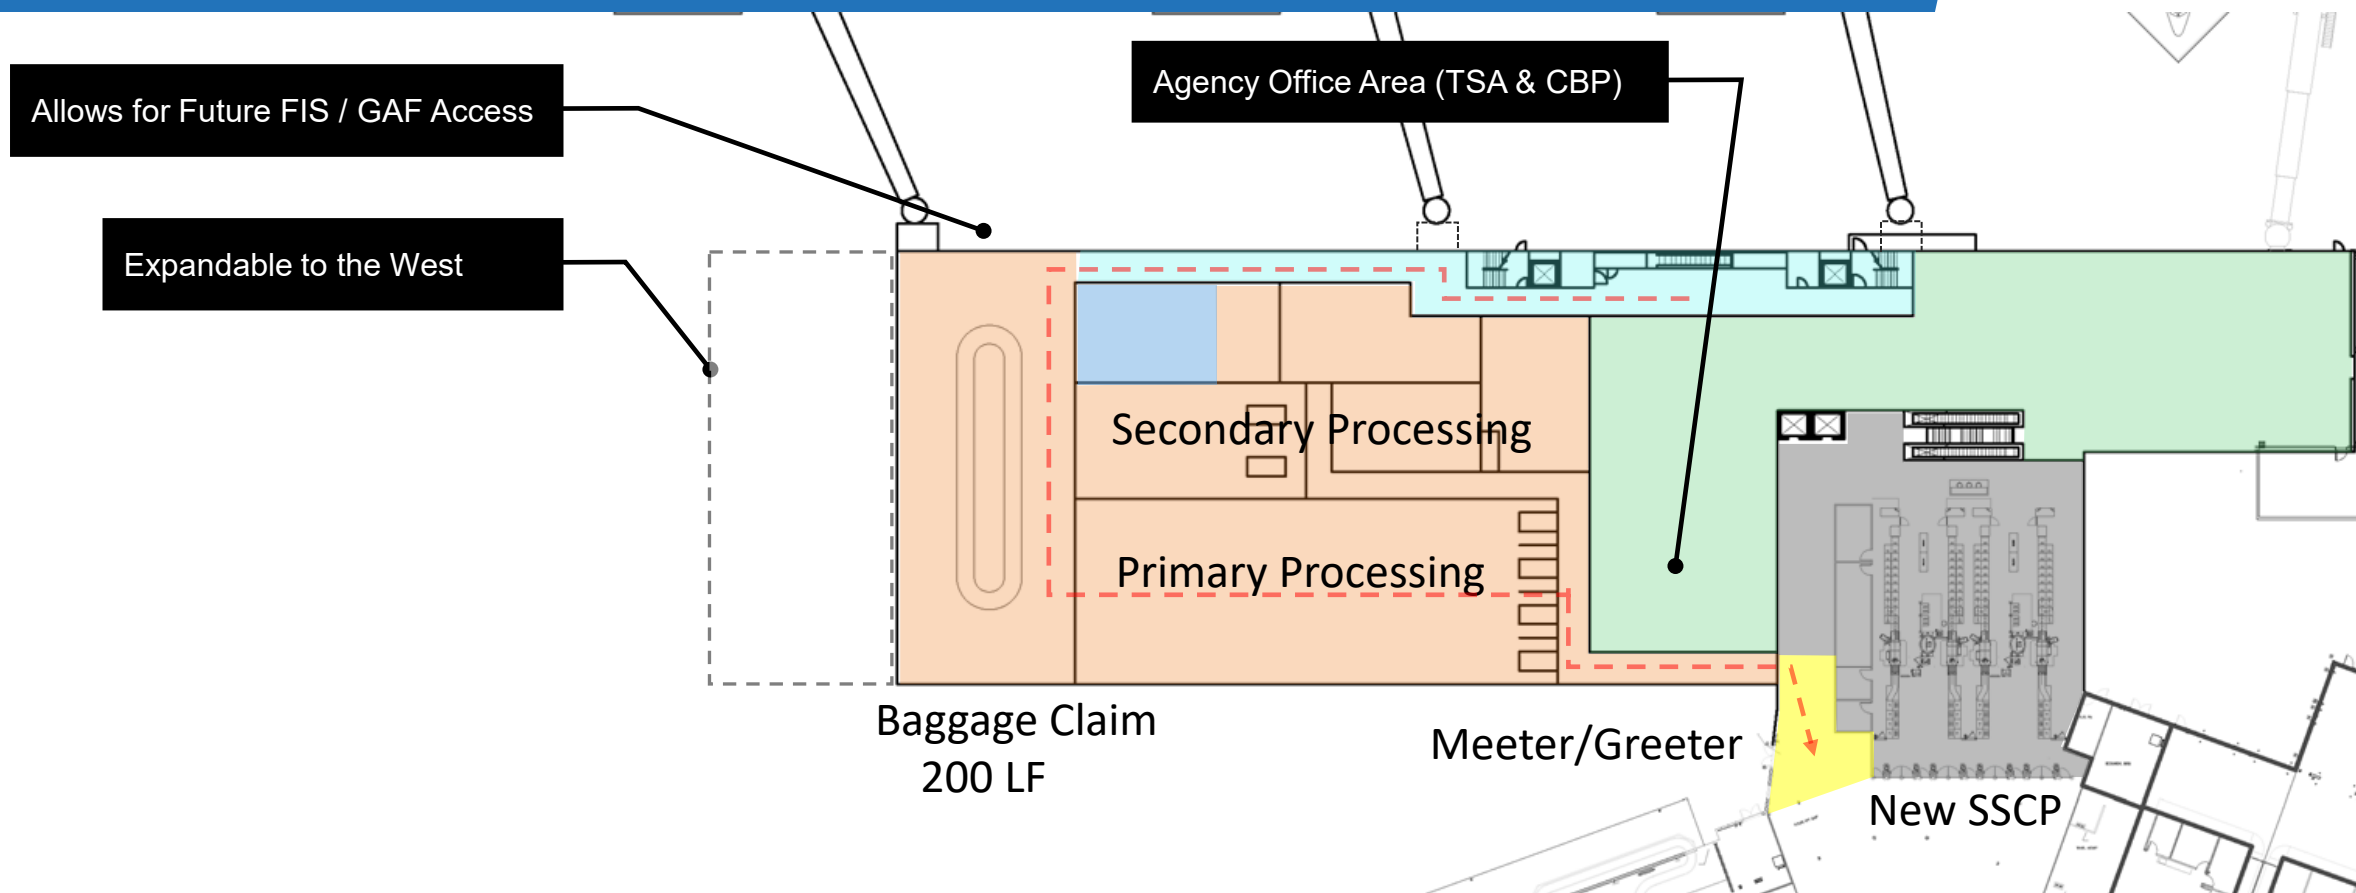 Agency Office Area (TSA & CBP)
Allows for Future FIS / GAF Access
Expandable to the West
Secondary Processing
Primary Processing
Baggage Claim
200 LF
Meeter/Greeter
New SSCP